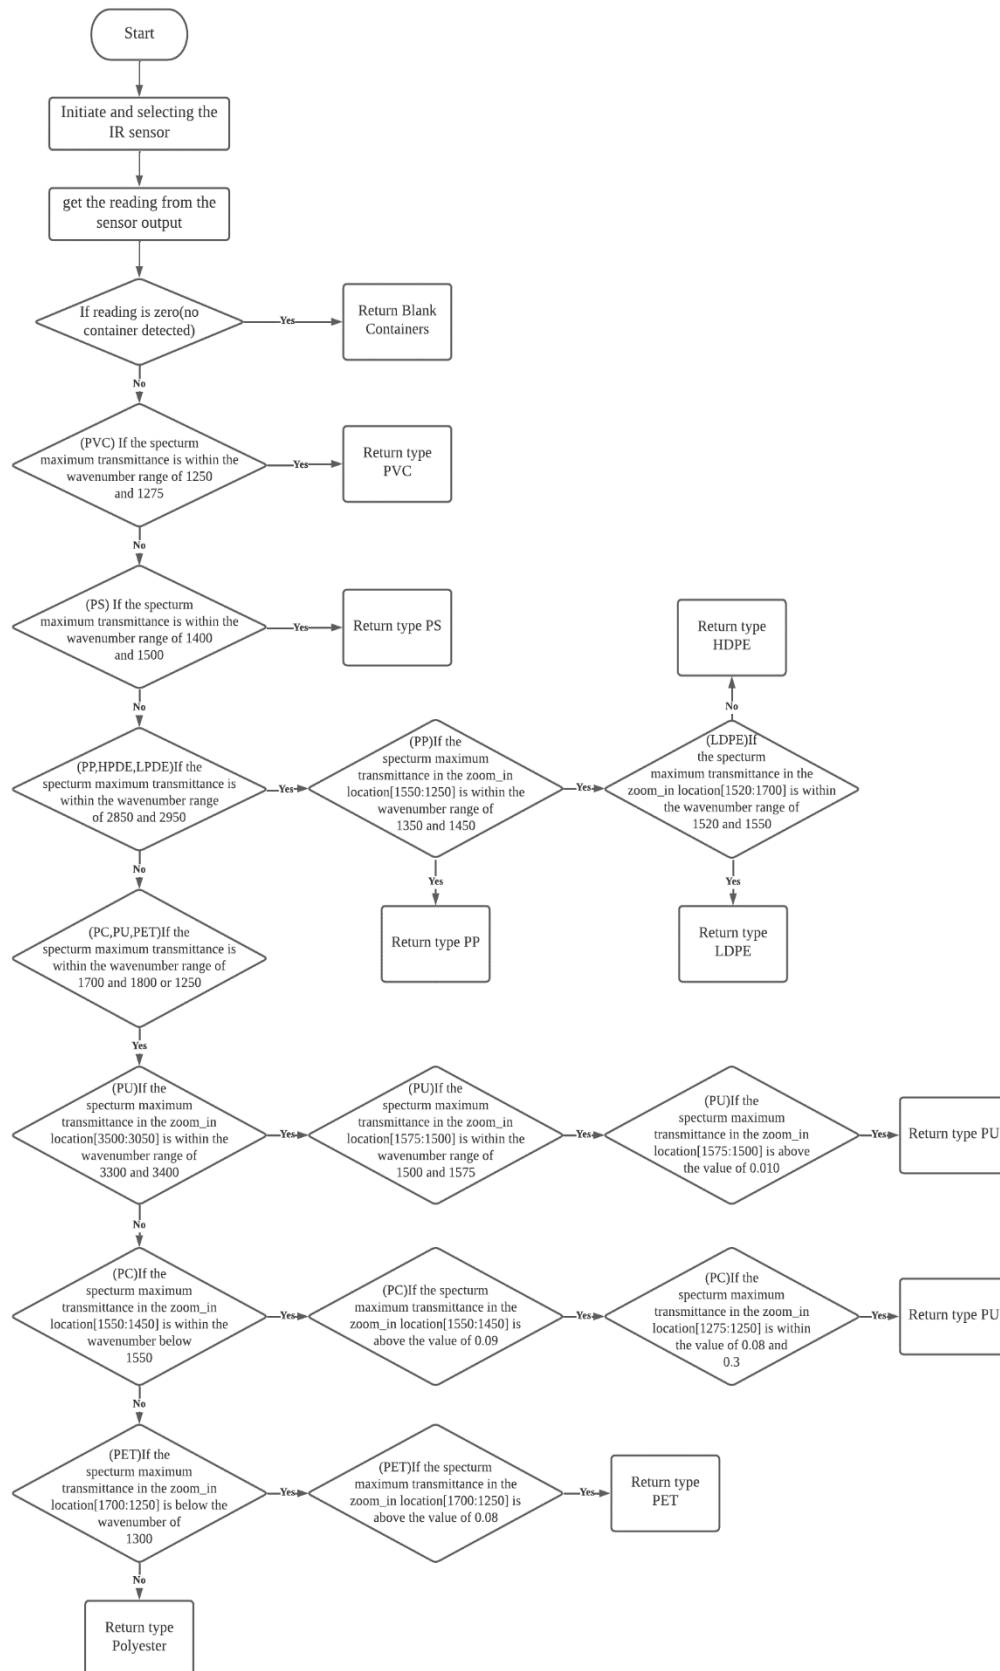 Start
Initiate and selecting the
IR sensor
get the reading from the
sensor output
If reading is zero(no
container detected)
Yes
Return Blank
Containers
No
(PVC) If the specturm
maximum transmittance is within the
wavenumber range of 1250
and 1275
Yes
Return type
PVC
No
(PS) If the specturm
maximum transmittance is within the
wavenumber range of 1400
and 1500
Yes
Return type PS
No
(PP,HPDE,LPDE)If the
specturm maximum transmittance is
within the wavenumber range
of 2850 and 2950
Yes
(PP)If the
specturm maximum
transmittance in the zoom_in
location[1550:1250] is within the
wavenumber range of
1350 and 1450
Yes
(LDPE)If
the specturm
maximum transmittance in the
zoom_in location[1520:1700] is within
the wavenumber range of
1520 and 1550
No
Return type
HDPE
Yes
Return type PP
Yes
Return type
LDPE
No
(PC,PU,PET)If the
specturm maximum transmittance is
within the wavenumber range of
1700 and 1800 or 1250
Yes
(PU)If the
specturm maximum
transmittance in the zoom_in
location[3500:3050] is within the
wavenumber range of
3300 and 3400
Yes
(PU)If the
specturm maximum
transmittance in the zoom_in
location[1575:1500] is within the
wavenumber range of
1500 and 1575
Yes
(PU)If the
specturm maximum
transmittance in the zoom_in
location[1575:1500] is above
the value of 0.010
Yes
Return type PU
No
(PC)If the
specturm maximum
transmittance in the zoom_in
location[1550:1450] is within the
wavenumber below
1550
Yes
(PC)If the specturm
maximum transmittance in the
zoom_in location[1550:1450] is
above the value of 0.09
Yes
(PC)If the
specturm maximum
transmittance in the zoom_in
location[1275:1250] is within
the value of 0.08 and
0.3
Yes
Return type PU
No
(PET)If the
specturm maximum
transmittance in the zoom_in
location[1700:1250] is below the
wavenumber of
1300
Yes
(PET)If the specturm
maximum transmittance in the
zoom_in location[1700:1250] is
above the value of 0.08
Yes
Return type
PET
No
Return type
Polyester